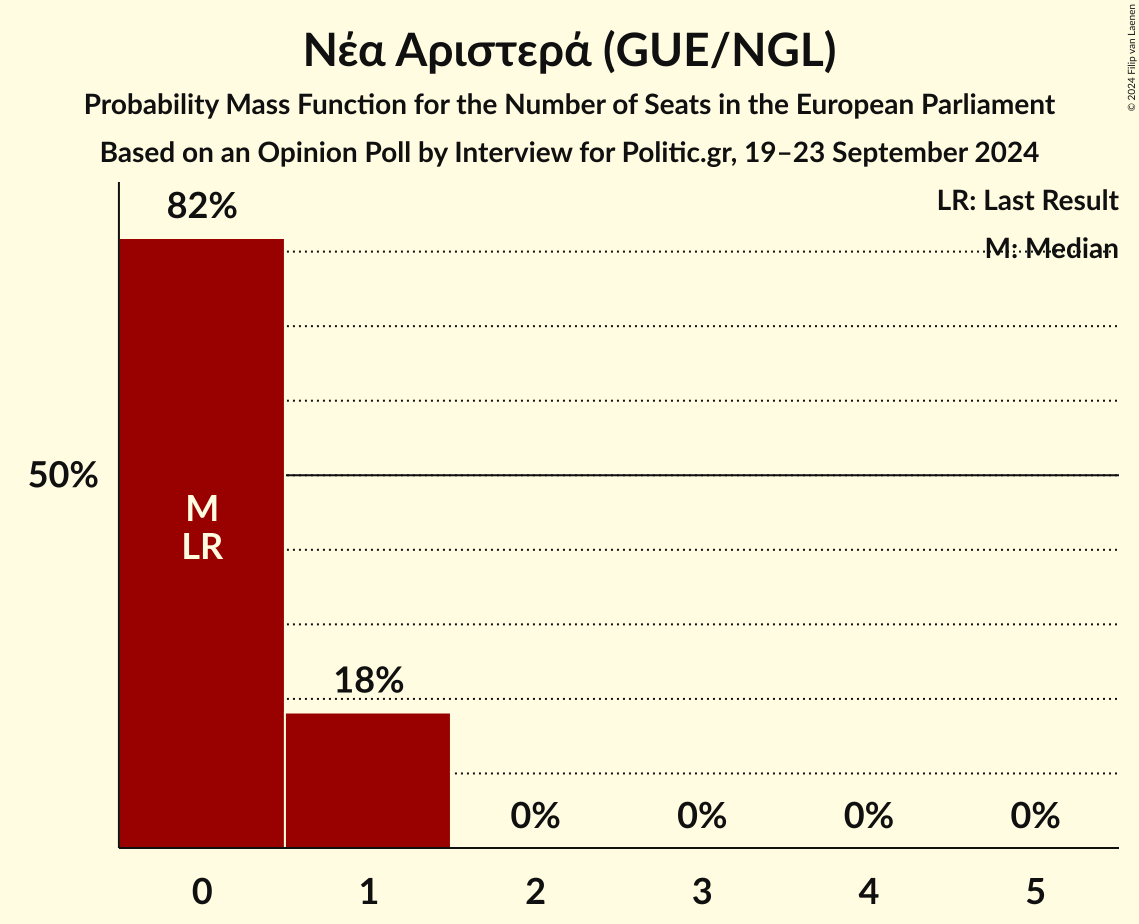 Νέα Αριστερά (GUE/NGL)
Probability Mass Function for the Number of Seats in the European Parliament
Based on an Opinion Poll by Interview for Politic.gr, 19–23 September 2024
© 2024 Filip van Laenen
LR: Last Result
M: Median
82%
50%
M
LR
18%
0% 0% 0% 0%
0 1 2 3 4 5